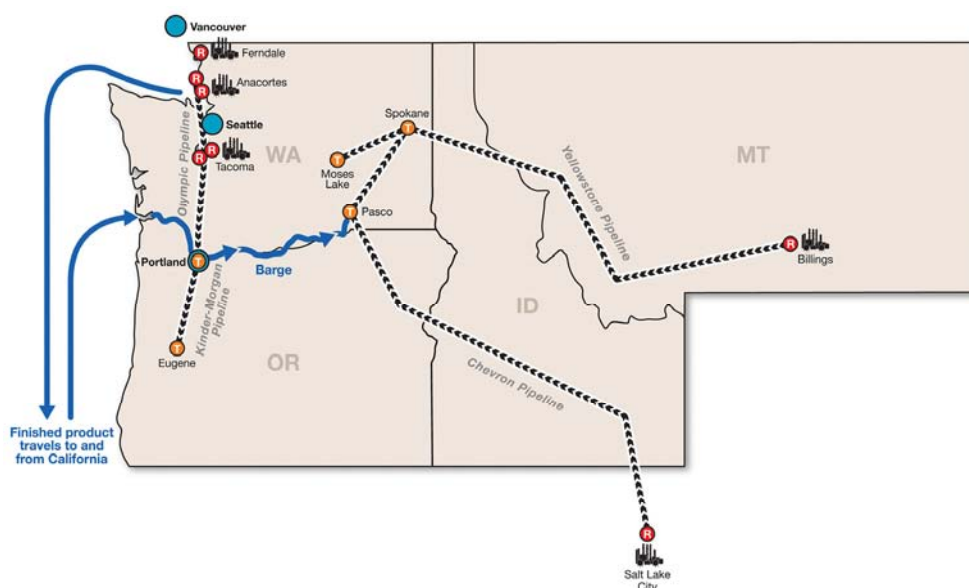 Vancouver
R
Ferndale
R
R
Anacortes
Seattle
R
R
Tacoma
Olympic Pipeline
WA
Spokane
T
T
Moses
Lake
T
Pasco
Yellowstore Pipeline
MT
R
Billings
Portland
T
Barge
Kinder-Morgan
Pipeline
T
Eugene
OR
ID
Chevron Pipeline
Finished product
travels to and
from California
R
Salt Lake
City